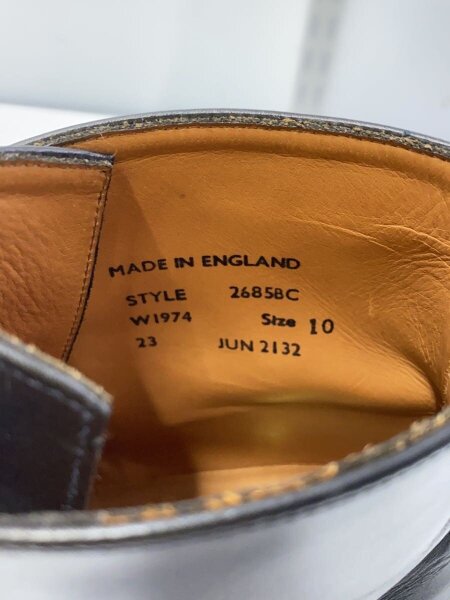 MADE IN ENGLAND
STYLE 2685BC
W1974 Size 10
23 JUN 2132